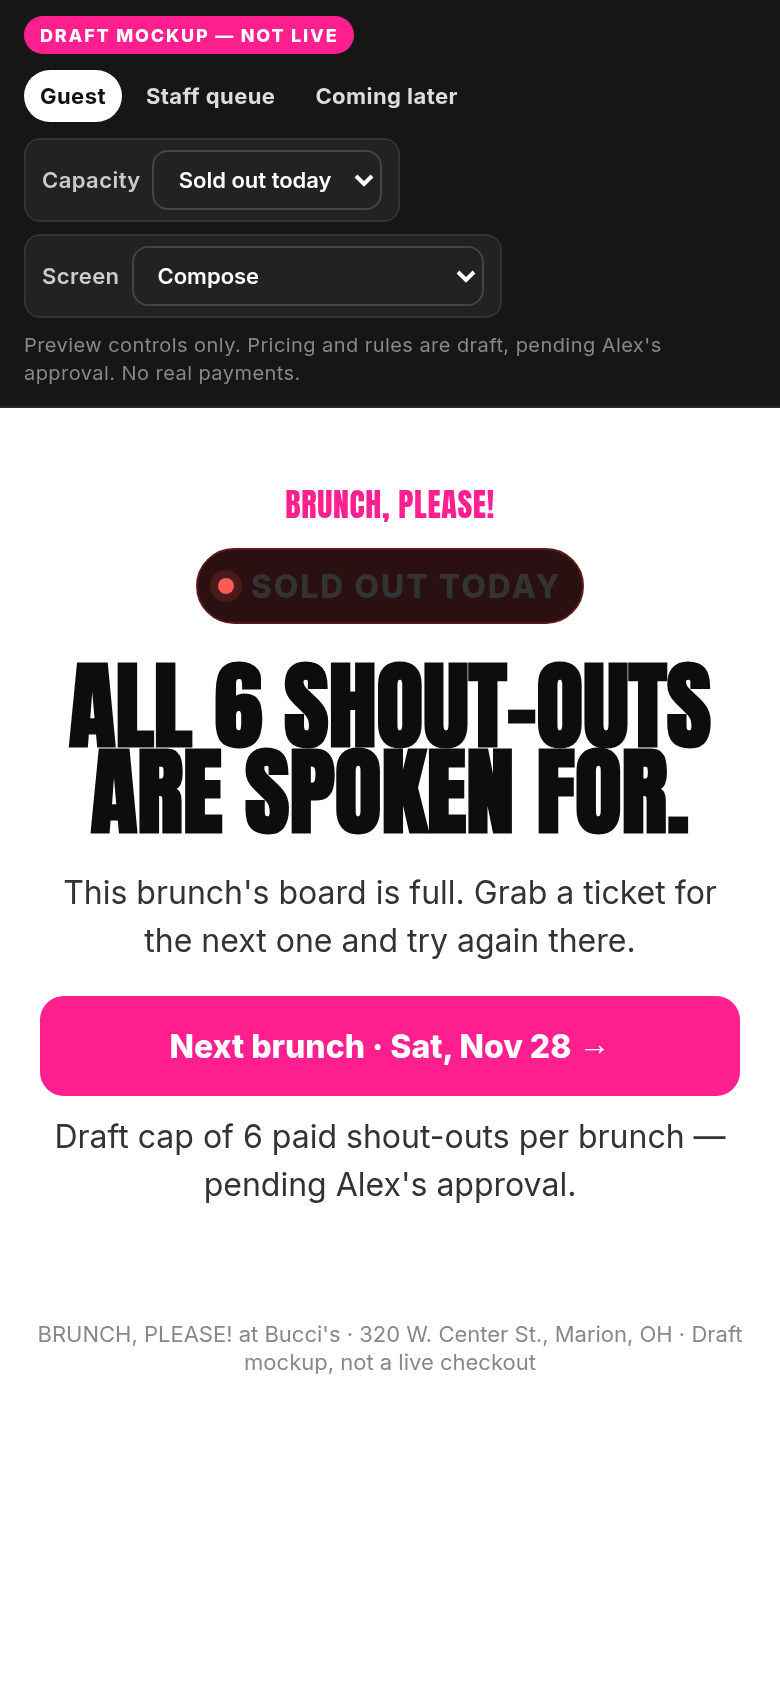 DRAFT MOCKUP — NOT LIVE
Guest Staff queue Coming later
Capacity Sold out today
Screen Compose
Preview controls only. Pricing and rules are draft, pending Alex's
approval. No real payments.
BRUNCH, PLEASE!
SOLD OUT TODAY
ALL 6 SHOUT-OUTS
ARE SPOKEN FOR.
This brunch's board is full. Grab a ticket for
the next one and try again there.
Next brunch · Sat, Nov 28 →
Draft cap of 6 paid shout-outs per brunch —
pending Alex's approval.
BRUNCH, PLEASE! at Bucci's · 320 W. Center St., Marion, OH · Draft
mockup, not a live checkout